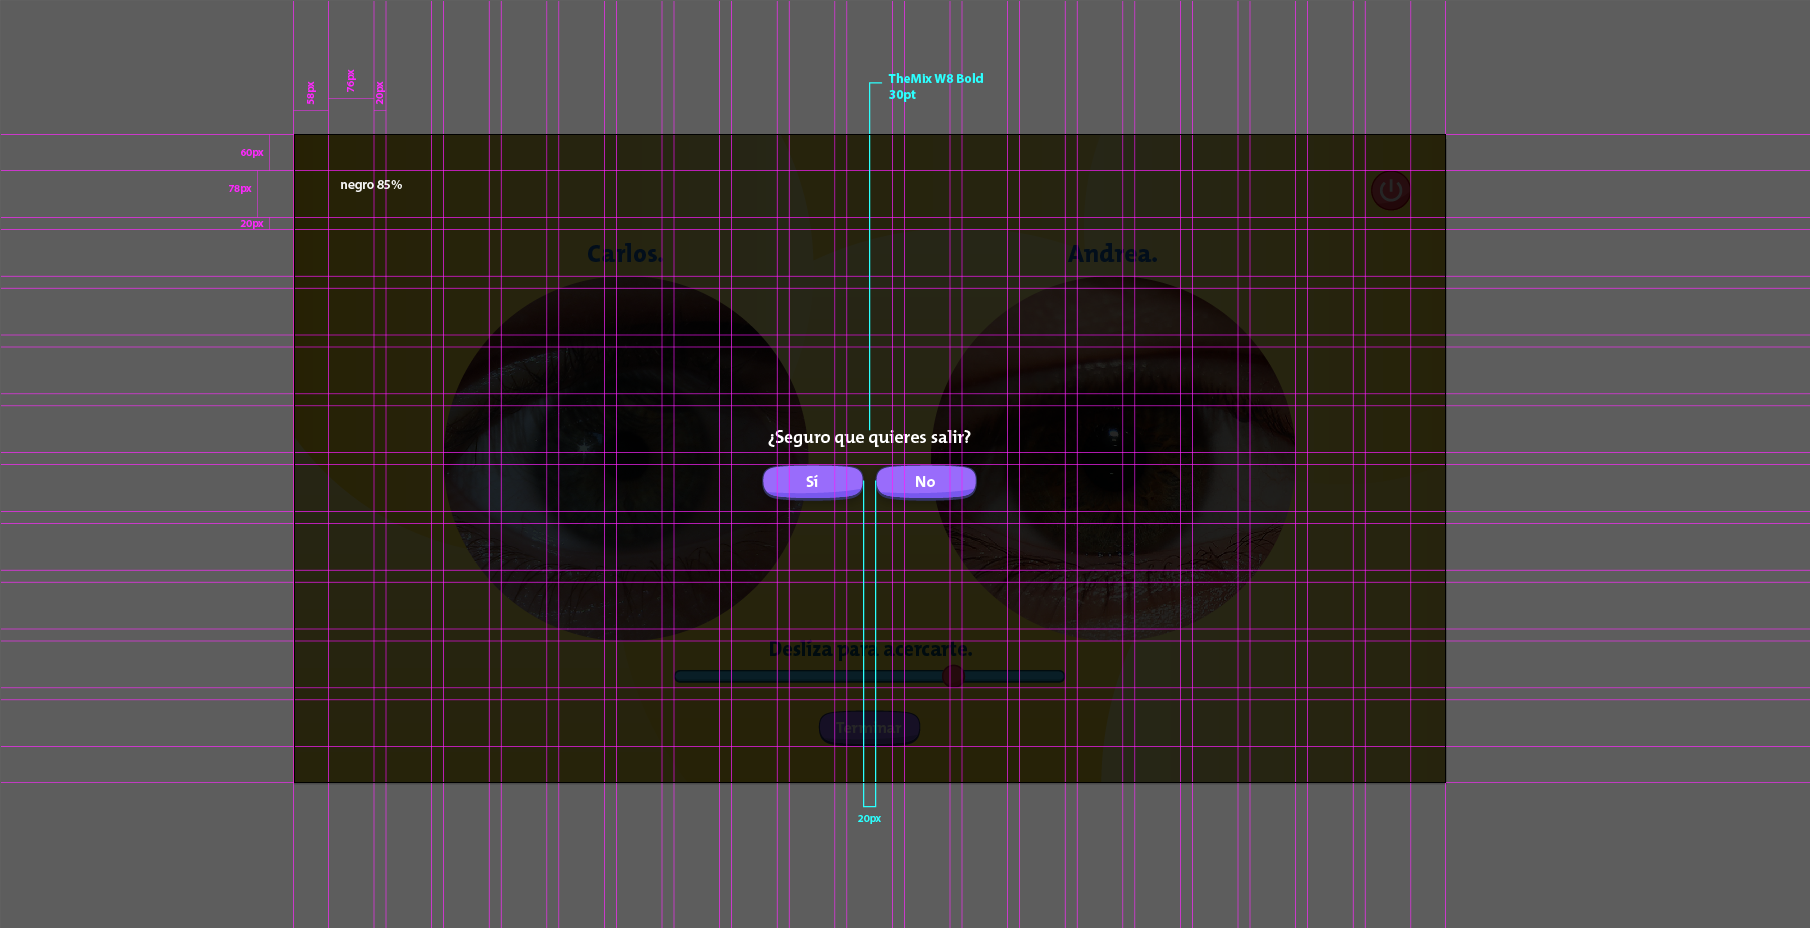 58px
76px
20px
TheMix W8 Bold
30pt
60px
78px
20px
negro 85%
Carlos.
Andrea.
¿Seguro que quieres salir?
Sí
No
Desliza para acercarte.
Terminar
20px